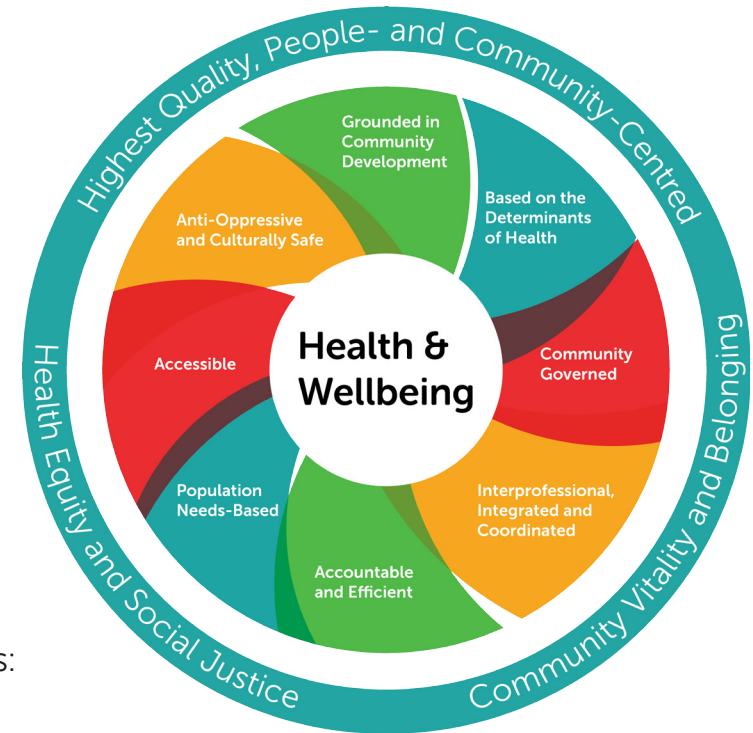 Highest Quality, People- and Community-Centred
Grounded in
Community
Development
Based on the
Determinants
of Health
Anti-Oppressive
and Culturally Safe
Health &
Wellbeing
Community
Governed
Accessible
Interprofessional,
Integrated and
Coordinated
Population
Needs-Based
Accountable
and Efficient
Community Vitality and Belonging
Health Equity and Social Justice
s: